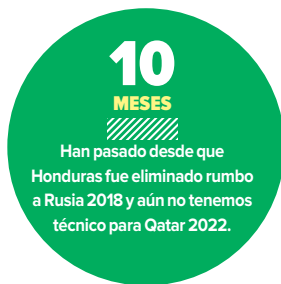 10
MESES
Han pasado desde que
Honduras fue eliminado rumbo
a Rusia 2018 y aún no tenemos
técnico para Qatar 2022.